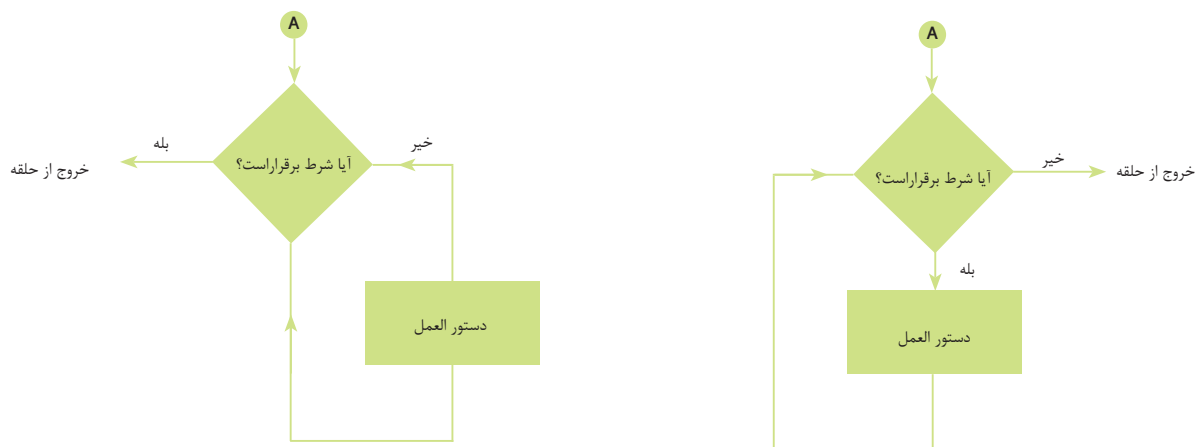 A
آیا شرط برقراراست؟
خیر
خروج از حلقه
بله
دستور العمل
A
آیا شرط برقراراست؟
بله
خروج از حلقه
خیر
دستور العمل